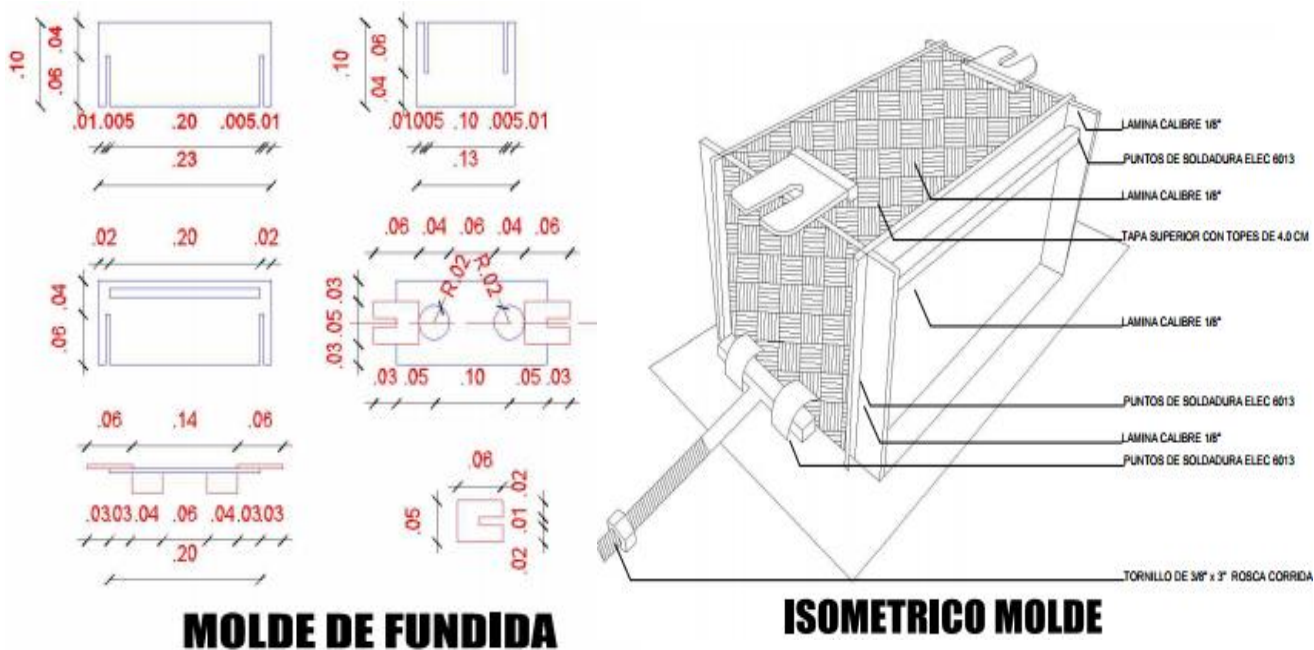 .10
.04
.06
.01.005 .20 .005.01
.23
.10
.06
.04
.01005 .10 .005.01
.13
.02 .20 .02
.04
.06
.06 .04 .06 .04 .06
R.02
R.02
.03
.05
.03
.03 .05 .10 .05 .03
.06 .14 .06
.03.03.04 .06 .04.03.03
.20
.06
.05
.02
.01
.02
MOLDE DE FUNDIDA
LAMINA CALIBRE 1/8"
PUNTOS DE SOLDADURA ELEC 6013
LAMINA CALIBRE 1/8"
TAPA SUPERIOR CON TOPES DE 4.0 CM
LAMINA CALIBRE 1/8"
PUNTOS DE SOLDADURA ELEC 6013
LAMINA CALIBRE 1/8"
PUNTOS DE SOLDADURA ELEC 6013
TORNILLO DE 3/8" x 3" ROSCA CORRIDA
ISOMETRICO MOLDE